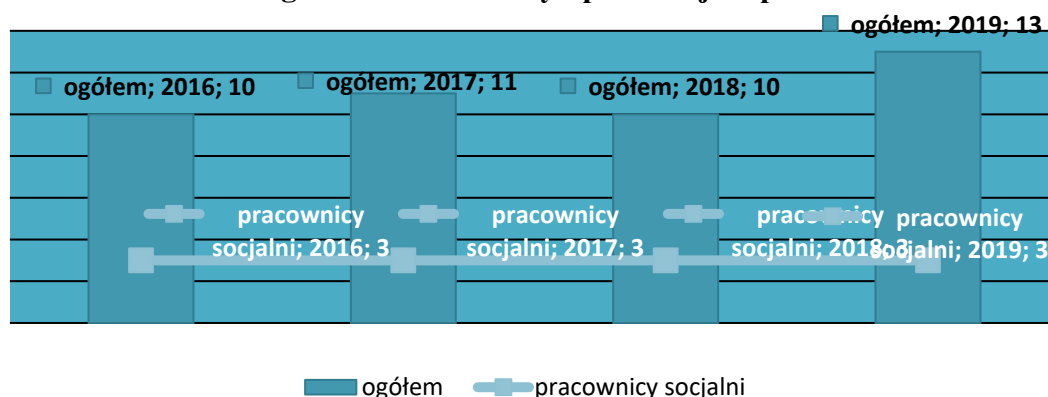 ogółem; 2019; 13
ogółem; 2016; 10
ogółem; 2017; 11
ogółem; 2018; 10
pracownicy
socjalni; 2016; 3
pracownicy
socjalni; 2017; 3
pracownicy
socjalni; 2018; 3
pracownicy
socjalni; 2019; 3
ogółem
pracownicy socjalni